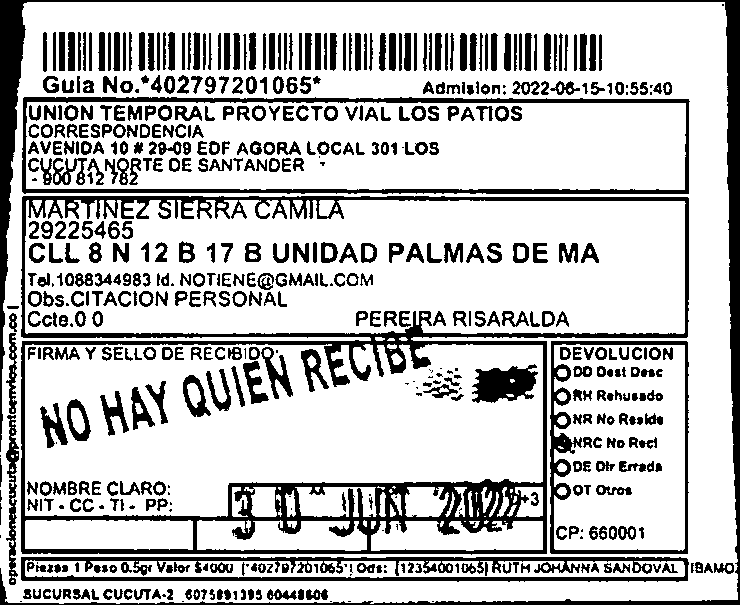 Guia No.*402797201065*
Admision: 2022-06-15-10:55:40
UNION TEMPORAL PROYECTO VIAL LOS PATIOS
CORRESPONDENCIA
AVENIDA 10 # 29-09 EDF AGORA LOCAL 301 LOS
CUCUTA NORTE DE SANTANDER
- 900 812 782
MARTINEZ SIERRA CAMILA
29225465
CLL 8 N 12 B 17 B UNIDAD PALMAS DE MA
Tel.1088344983 Id. NOTIENE@GMAIL.COM
Obs.CITACION PERSONAL
Ccte.0 0 PEREIRA RISARALDA
FIRMA Y SELLO DE RECIBIDO:
NO HAY QUIEN RECIBE
NOMBRE CLARO:
NIT - CC - TI - PP:
30 JUN 2022
+3
DEVOLUCION
DD Dest Desc
RH Rehusado
NR No Reside
NRC No Recl
DE Dir Errada
OT Otros
CP: 660001
Piezas 1 Peso 0.5gr Valor $4000 [*402797201065*] Ods: [12354001065] RUTH JOHANNA SANDOVAL
SUCURSAL CUCUTA-2
operacionescucuta@prontoenvios.com.co